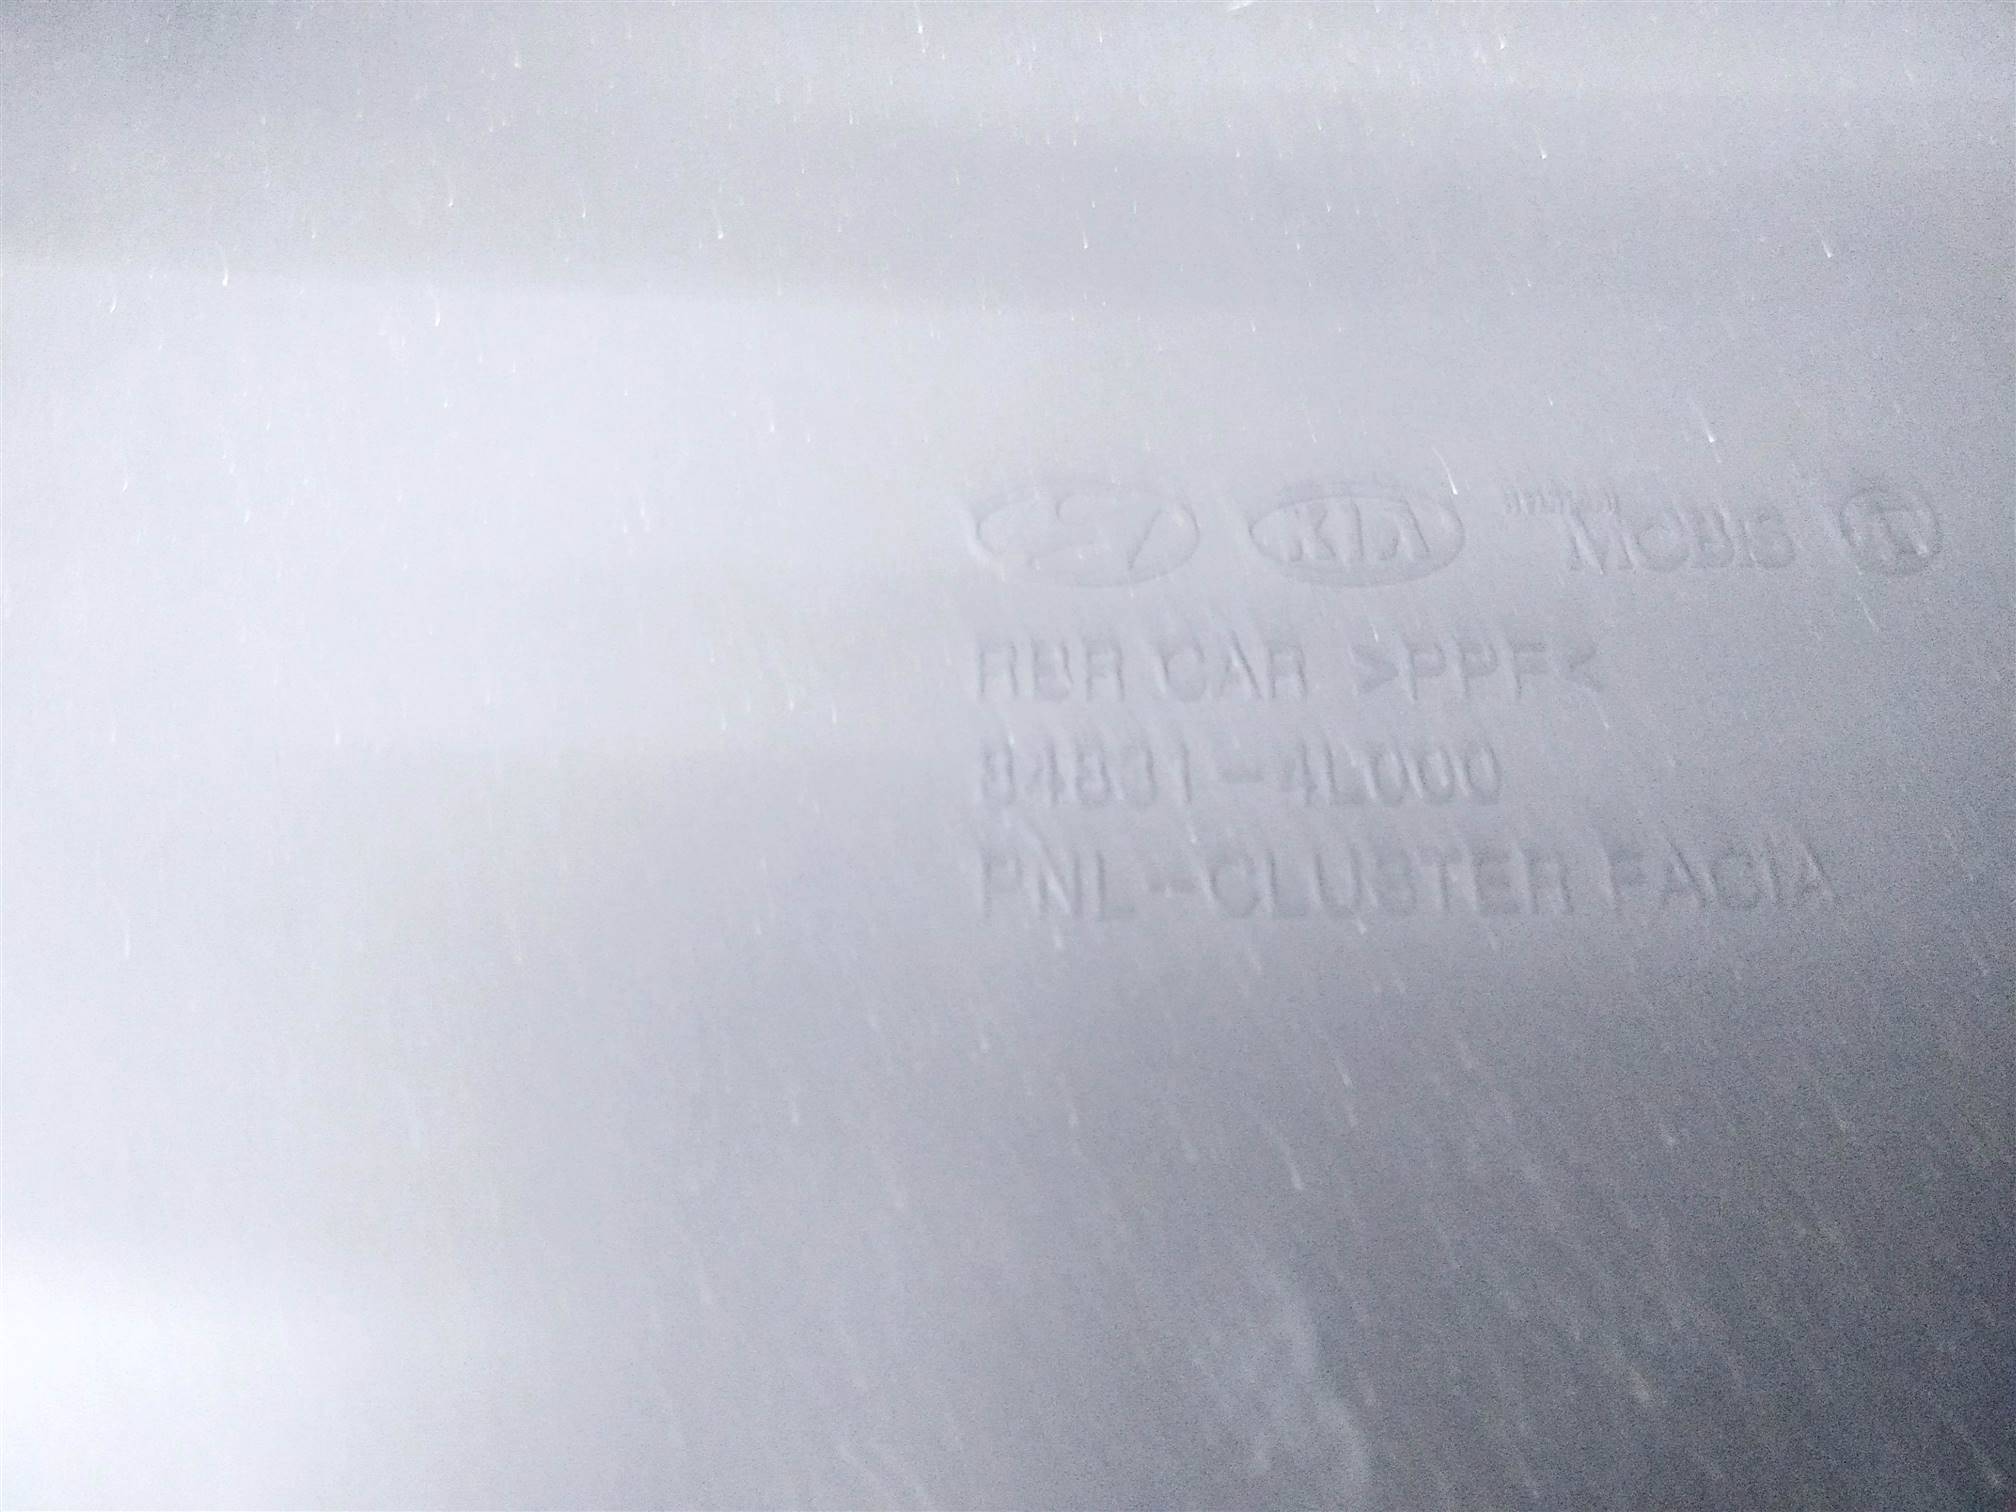 KIA MOBIS
RBR CAR >PPF<
84831-4L000
PNL-CLUSTER FACIA